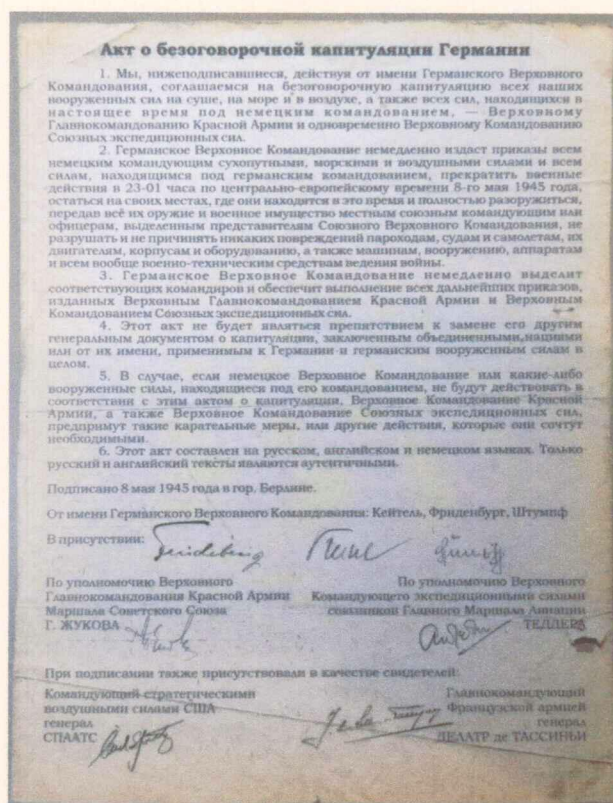 Акт о безоговорочной капитуляции Германии
1. Мы, нижеподписавшиеся, действуя от имени Германского Верховного
Командования, соглашаемся на безоговорочную капитуляцию всех наших
вооруженных сил на суше, на море и в воздухе, а также всех сил, находящихся в
настоящее время под немецким командованием, — Верховному
Главнокомандованию Красной Армии и одновременно Верховному Командованию
Союзных экспедиционных сил.
2. Германское Верховное Командование немедленно издаст приказы всем
немецким командующим сухопутными, морскими и воздушными силами и всем
силам, находящимся под германским командованием, прекратить военные
действия в 23-01 часа по центрально-европейскому времени 8-го мая 1945 года,
остаться на своих местах, где они находятся в это время и полностью разоружиться,
передав всё их оружие и военное имущество местным союзным командующим или
офицерам, выделенным представителям Союзного Верховного Командования, не
разрушать и не причинять никаких повреждений пароходам, судам и самолетам, их
двигателям, корпусам и оборудованию, а также машинам, вооружению, аппаратам
и всем вообще военно-техническим средствам ведения войны.
3. Германское Верховное Командование немедленно выделит
соответствующих командиров и обеспечит выполнение всех дальнейших приказов,
изданных Верховным Главнокомандованием Красной Армии и Верховным
Командованием Союзных экспедиционных сил.
4. Этот акт не будет являться препятствием к замене его другим
генеральным документом о капитуляции, заключенным объединенными,нациями
или от их имени, применимым к Германии и германским вооруженным силам в
целом.
5. В случае, если немецкое Верховное Командование или какие-либо
вооруженные силы, находящиеся под его командованием, не будут действовать в
соответствии с этим актом о капитуляции, Верховное Командование Красной
Армии, а также Верховное Командование Союзных экспедиционных сил,
предпримут такие карательные меры, или другие действия, которые они сочтут
необходимыми.
6. Этот акт составлен на русском, английском и немецком языках. Только
русский и английский тексты являются аутентичными.
Подписано 8 мая 1945 года в гор. Берлине.
От имени Германского Верховного Командования: Кейтель, Фриденбург, Штумпф
В присутствии:
По уполномочию Верховного
Главнокомандования Красной Армии
Маршала Советского Союза
Г. ЖУКОВА
По уполномочию Верховного
Командующего экспедиционными силами
союзников Главного Маршала Авиации
ТЕДДЕРА
При подписании также присутствовали в качестве свидетелей:
Командующий стратегическими
воздушными силами США
генерал
СПААТС
Главнокомандующий
Французской армией
генерал
ДЕЛАТР де ТАССИНЬИ